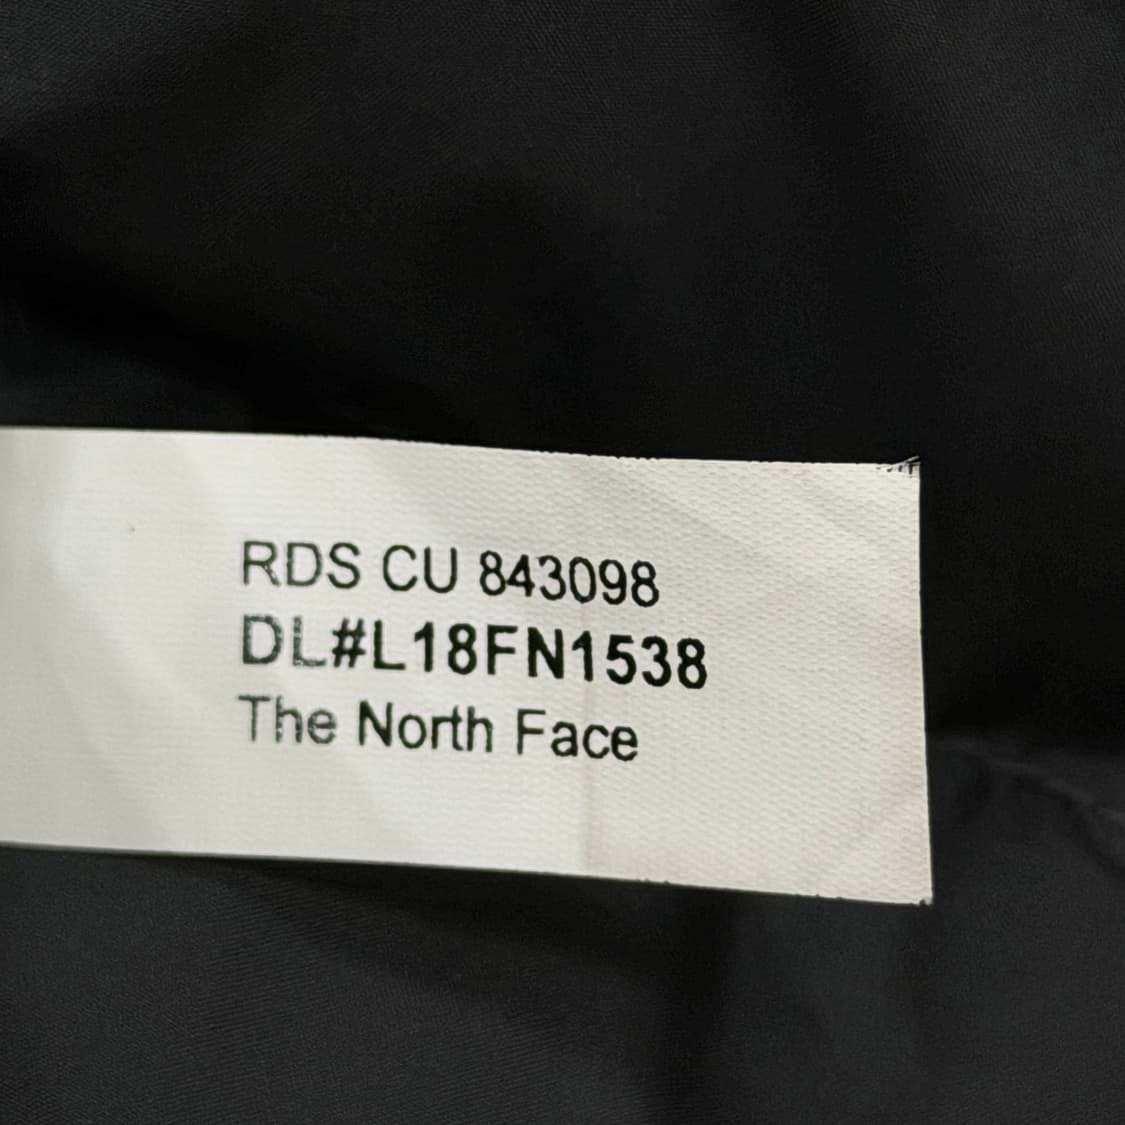 RDS CU 843098
DL#L18FN1538
The North Face